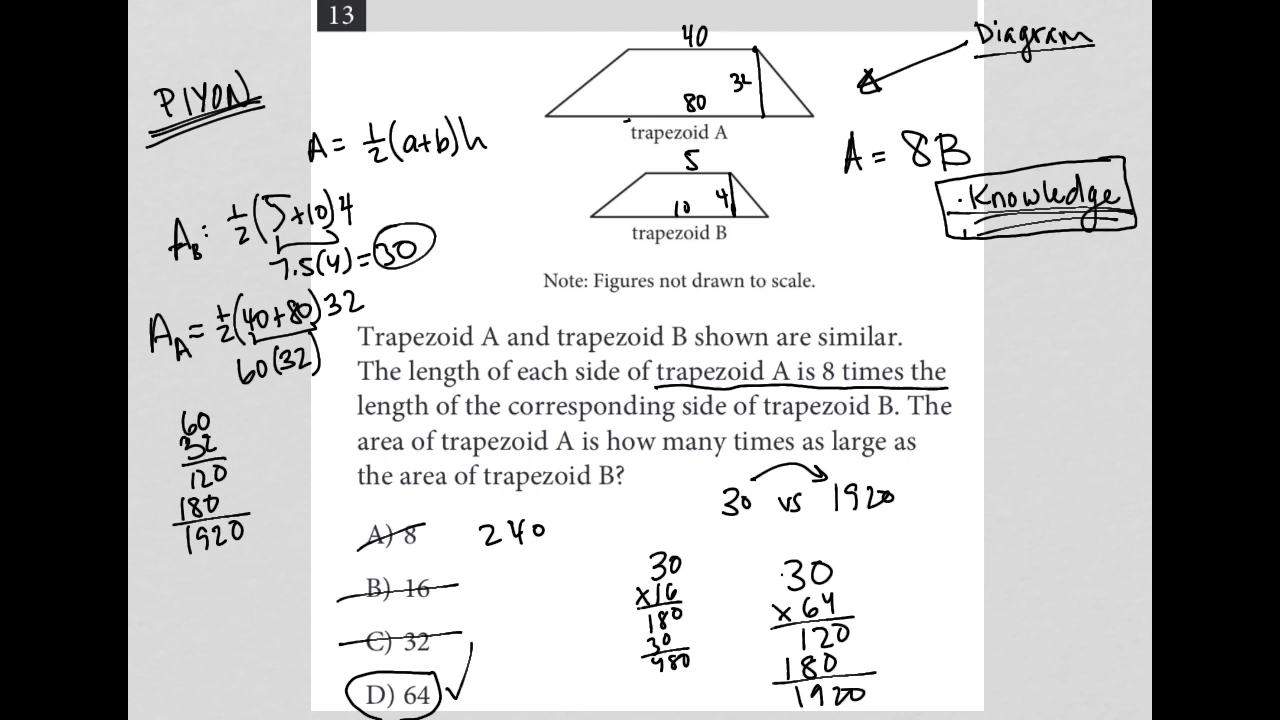 13
Diagram
40
32
80
trapezoid A
PIYON
A = 1/2(a+b)h
A = 8B
5
10 4
trapezoid B
. Knowledge
A_B: 1/2(5+10)4
7.5(4) = 30
Note: Figures not drawn to scale.
A_A = 1/2(40+80)32
60(32)
Trapezoid A and trapezoid B shown are similar.
The length of each side of trapezoid A is 8 times the
length of the corresponding side of trapezoid B. The
area of trapezoid A is how many times as large as
the area of trapezoid B?
60
32
120
180
1920
30 vs 1920
A) 8 240
B) 16
C) 32
D) 64 ✓
30
x16
180
30
480
30
x 64
120
180
1920